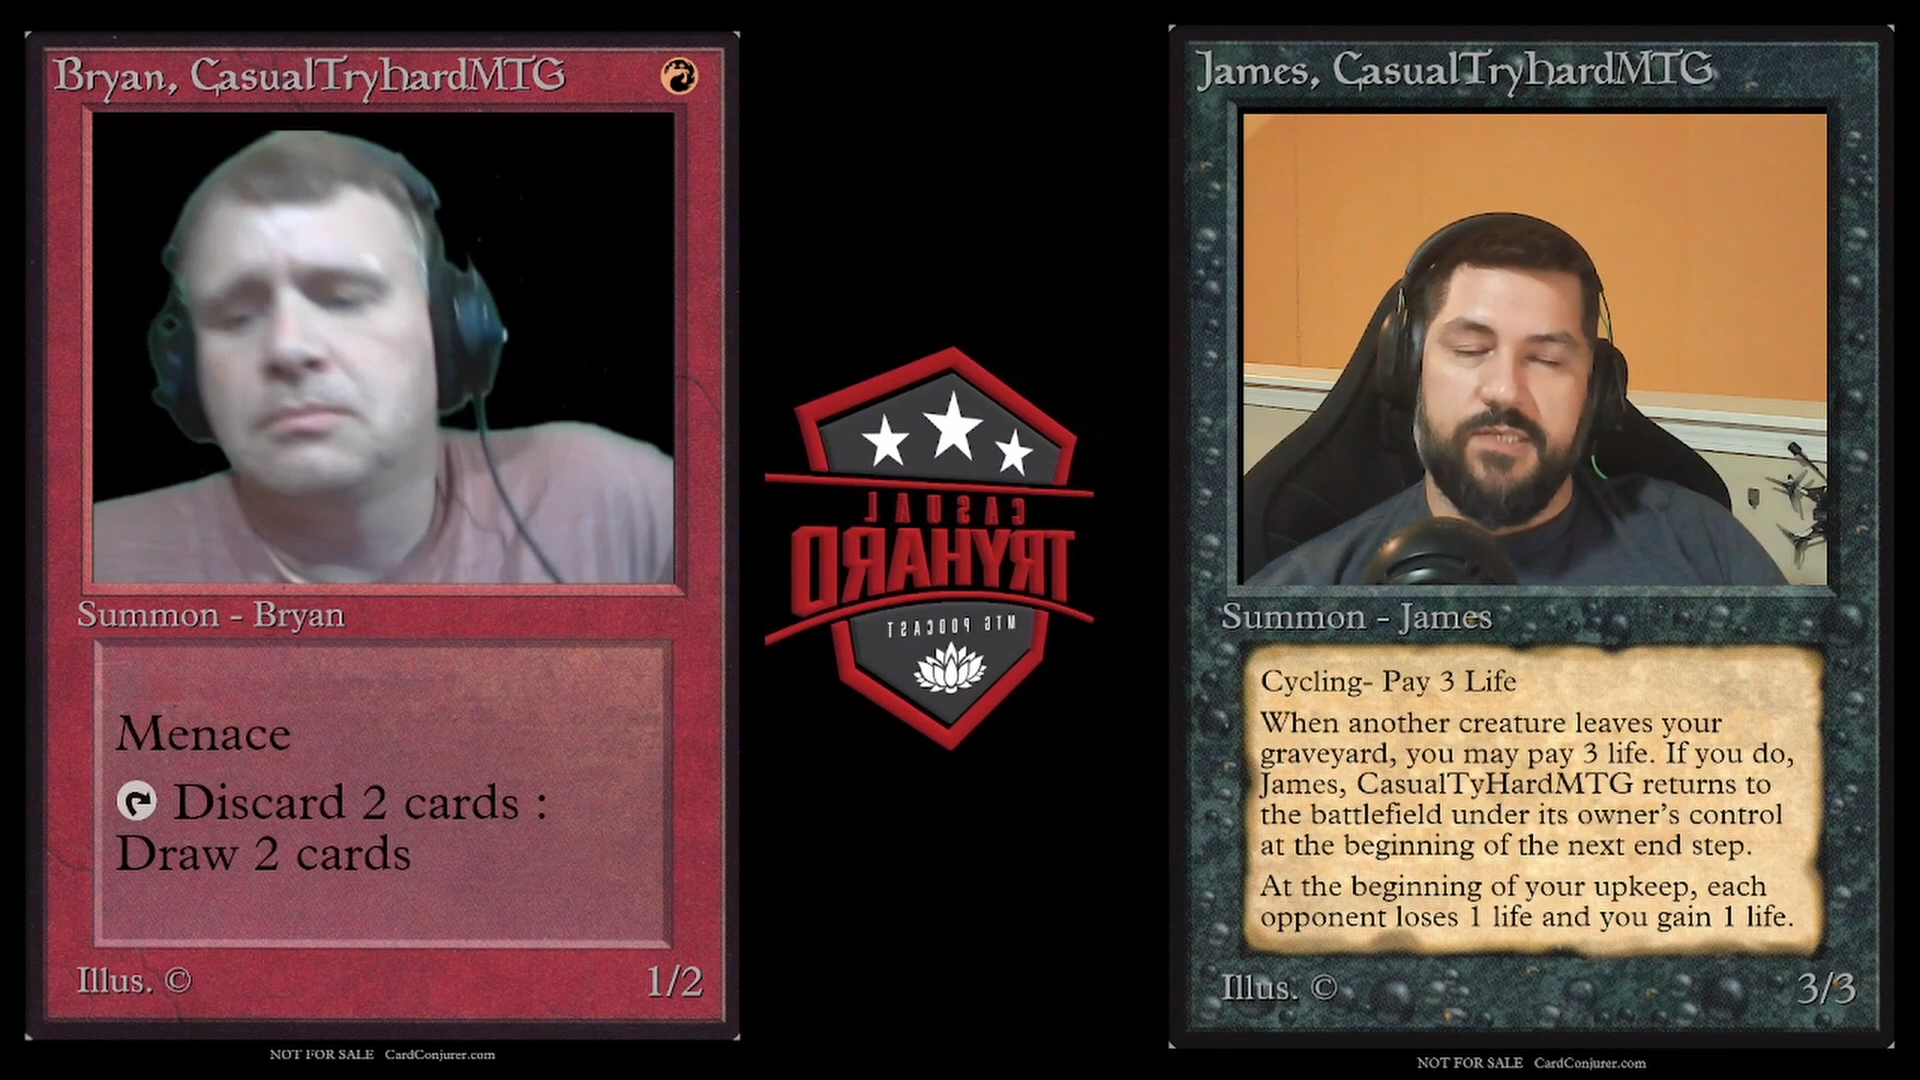 Bryan, CasualTryhardMTG
Summon - Bryan
Menace
Discard 2 cards :
Draw 2 cards
Illus. ©
1/2
NOT FOR SALE CardConjurer.com
CASUAL
TRYHARD
MTG PODCAST
James, CasualTryhardMTG
Summon - James
Cycling- Pay 3 Life
When another creature leaves your
graveyard, you may pay 3 life. If you do,
James, CasualTyHardMTG returns to
the battlefield under its owner's control
at the beginning of the next end step.
At the beginning of your upkeep, each
opponent loses 1 life and you gain 1 life.
Illus. ©
3/3
NOT FOR SALE CardConjurer.com